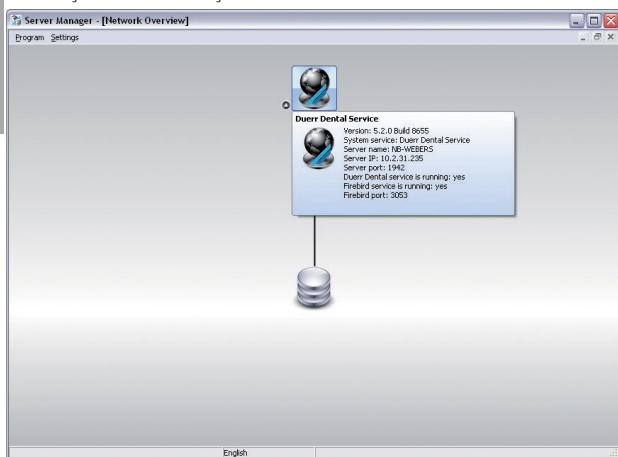 Server Manager - [Network Overview]
Program Settings
Duerr Dental Service
Version: 5.2.0 Build 8655
System service: Duerr Dental Service
Server name: NB-WEBERS
Server IP: 10.2.31.235
Server port: 1942
Duerr Dental service is running: yes
Firebird service is running: yes
Firebird port: 3053
English